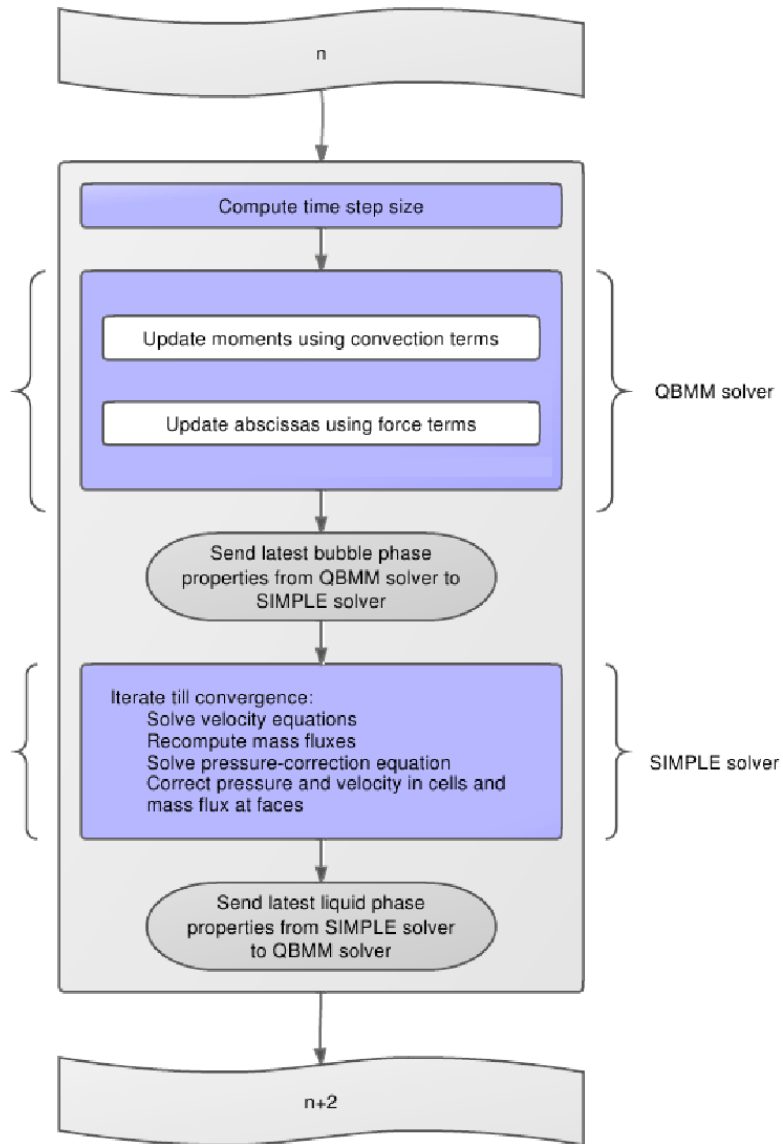 n
Compute time step size
Update moments using convection terms
Update abscissas using force terms
QBMM solver
Send latest bubble phase
properties from QBMM solver to
SIMPLE solver
Iterate till convergence:
Solve velocity equations
Recompute mass fluxes
Solve pressure-correction equation
Correct pressure and velocity in cells and
mass flux at faces
SIMPLE solver
Send latest liquid phase
properties from SIMPLE solver
to QBMM solver
n+2